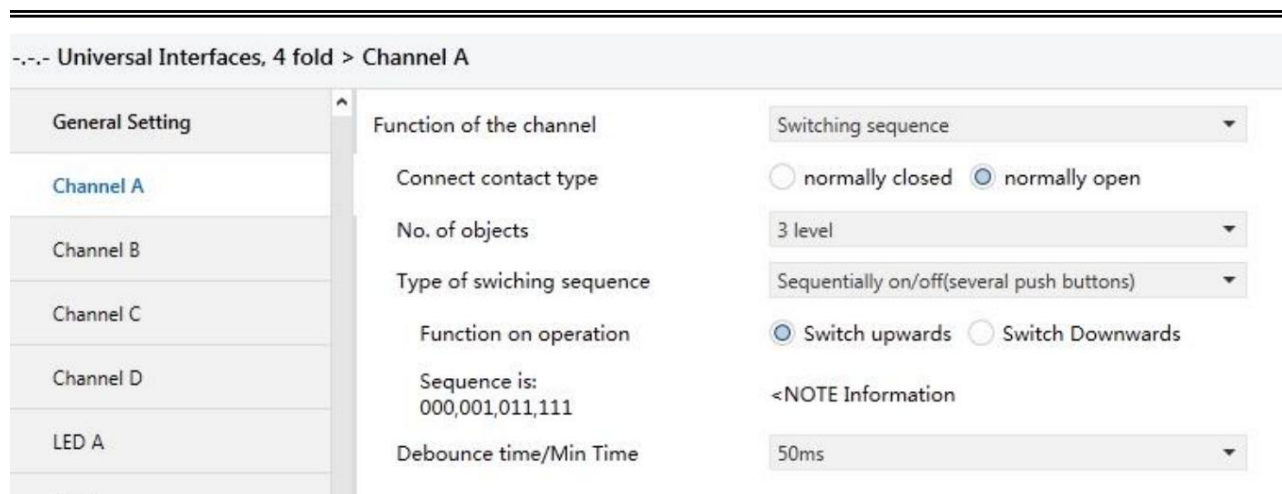 -.-.- Universal Interfaces, 4 fold > Channel A
General Setting
Channel A
Channel B
Channel C
Channel D
LED A
Function of the channel Switching sequence
Connect contact type normally closed normally open
No. of objects 3 level
Type of swiching sequence Sequentially on/off(several push buttons)
Function on operation Switch upwards Switch Downwards
Sequence is:
000,001,011,111 <NOTE Information
Debounce time/Min Time 50ms